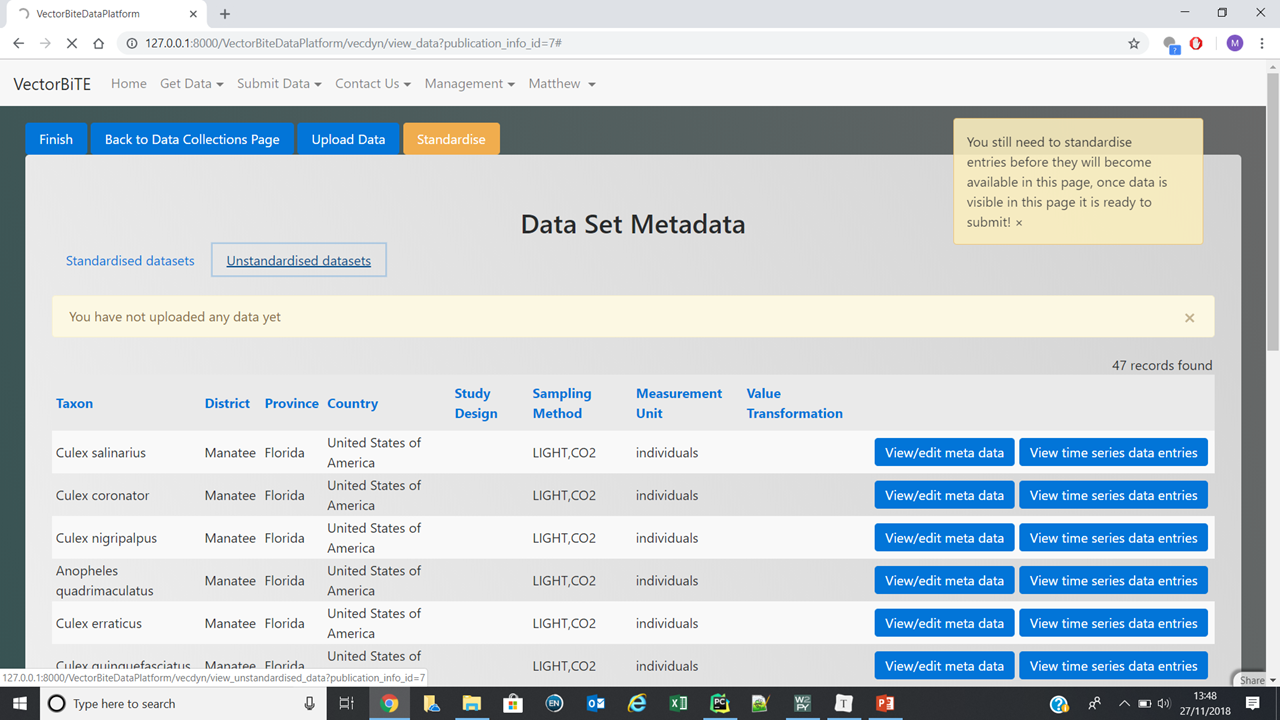 VectorBiteDataPlatform
127.0.0.1:8000/VectorBiteDataPlatform/vecdyn/view_data?publication_info_id=7#
M
VectorBiTE Home Get Data Submit Data Contact Us Management Matthew
Finish Back to Data Collections Page Upload Data Standardise
You still need to standardise
entries before they will become
available in this page, once data is
visible in this page it is ready to
submit! ×
Data Set Metadata
Standardised datasets Unstandardised datasets
You have not uploaded any data yet ×
47 records found
Taxon District Province Country Study Design Sampling Method Measurement Unit Value Transformation
Culex salinarius Manatee Florida United States of America LIGHT,CO2 individuals View/edit meta data View time series data entries
Culex coronator Manatee Florida United States of America LIGHT,CO2 individuals View/edit meta data View time series data entries
Culex nigripalpus Manatee Florida United States of America LIGHT,CO2 individuals View/edit meta data View time series data entries
Anopheles quadrimaculatus Manatee Florida United States of America LIGHT,CO2 individuals View/edit meta data View time series data entries
Culex erraticus Manatee Florida United States of America LIGHT,CO2 individuals View/edit meta data View time series data entries
Culex quinquefasciatus Manatee Florida United States of LIGHT,CO2 individuals View/edit meta data View time series data entries
127.0.0.1:8000/VectorBiteDataPlatform/vecdyn/view_unstandardised_data?publication_info_id=7
Share
Type here to search
EN
PC
T
13:48
27/11/2018